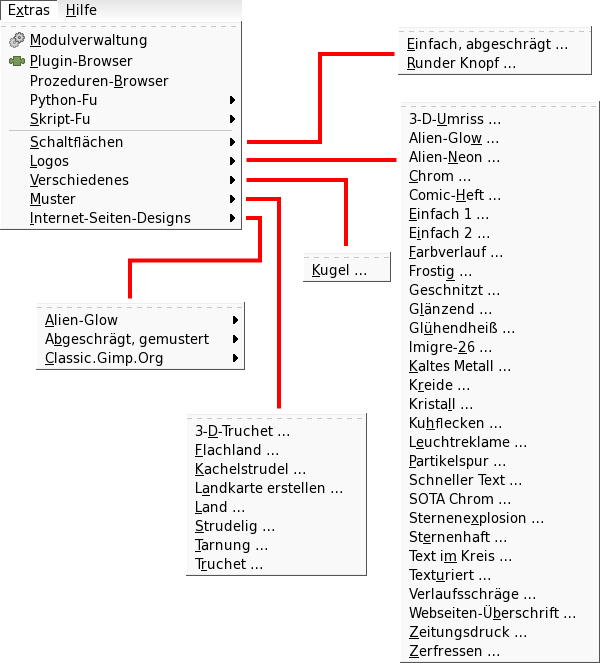 Extras Hilfe
Modulverwaltung
Plugin-Browser
Prozeduren-Browser
Python-Fu
Skript-Fu
Schaltflächen
Logos
Verschiedenes
Muster
Internet-Seiten-Designs
Einfach, abgeschrägt ...
Runder Knopf ...
3-D-Umriss ...
Alien-Glow ...
Alien-Neon ...
Chrom ...
Comic-Heft ...
Einfach 1 ...
Einfach 2 ...
Farbverlauf ...
Frostig ...
Geschnitzt ...
Glänzend ...
Glühendheiß ...
Imigre-26 ...
Kaltes Metall ...
Kreide ...
Kristall ...
Kuhflecken ...
Leuchtreklame ...
Partikelspur ...
Schneller Text ...
SOTA Chrom ...
Sternenexplosion ...
Sternenhaft ...
Text im Kreis ...
Texturiert ...
Verlaufsschräge ...
Webseiten-Überschrift ...
Zeitungsdruck ...
Zerfressen ...
Kugel ...
Alien-Glow
Abgeschrägt, gemustert
Classic.Gimp.Org
3-D-Truchet ...
Flachland ...
Kachelstrudel ...
Landkarte erstellen ...
Land ...
Strudelig ...
Tarnung ...
Truchet ...